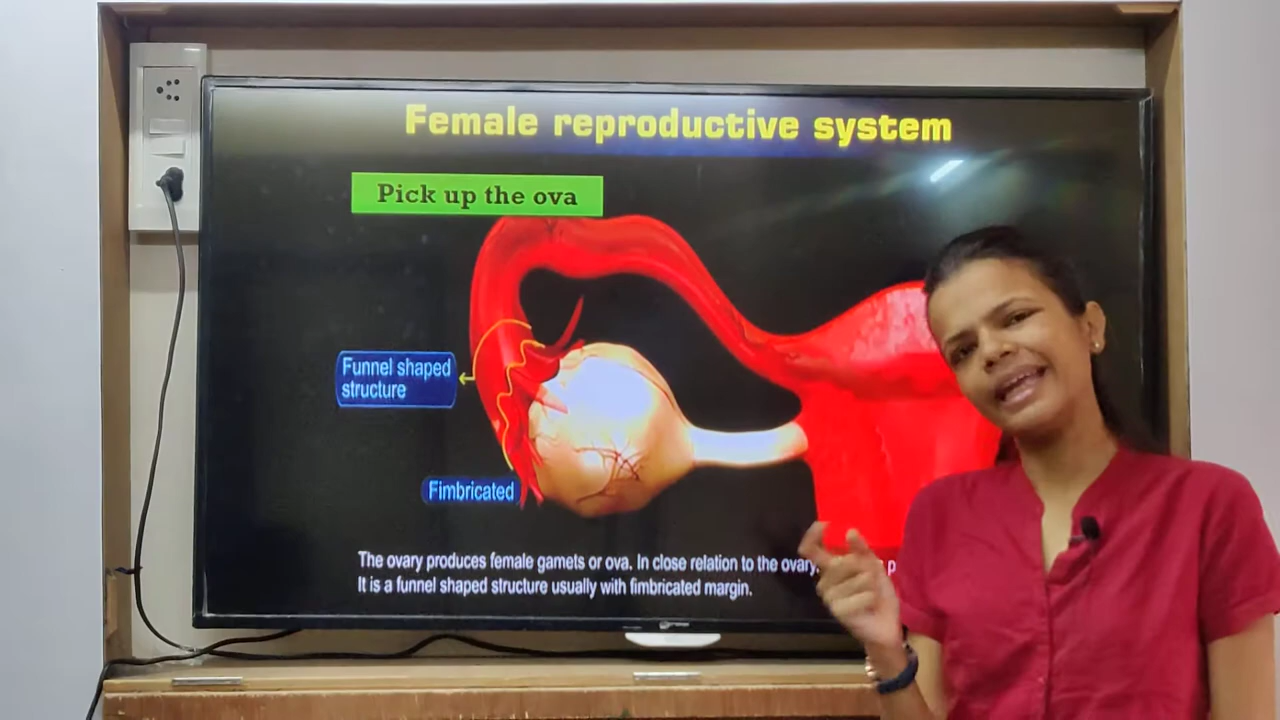 Female reproductive system
Pick up the ova
Funnel shaped
structure
Fimbricated
The ovary produces female gamets or ova. In close relation to the ovary,
It is a funnel shaped structure usually with fimbricated margin.